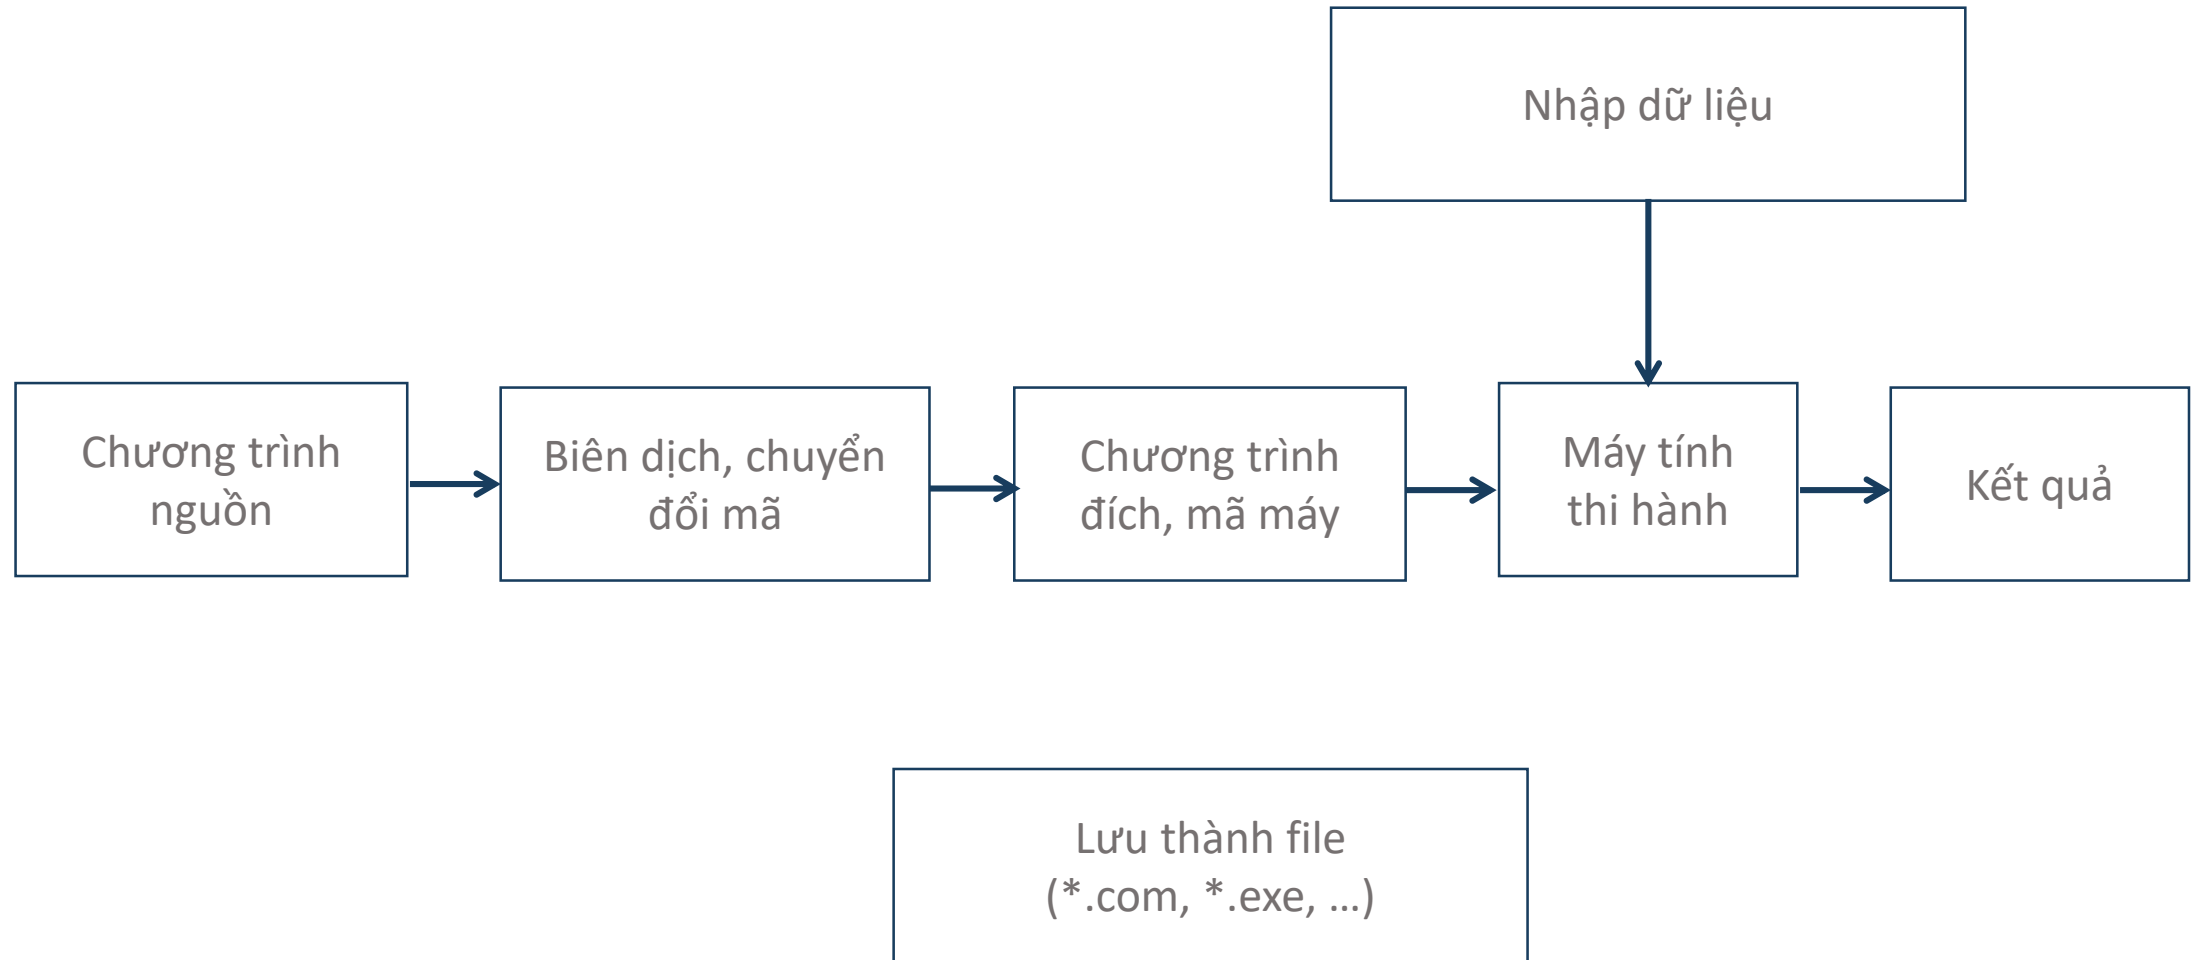 Nhập dữ liệu
Chương trình
nguồn
Biên dịch, chuyển
đổi mã
Chương trình
đích, mã máy
Máy tính
thi hành
Kết quả
Lưu thành file
(*.com, *.exe, …)